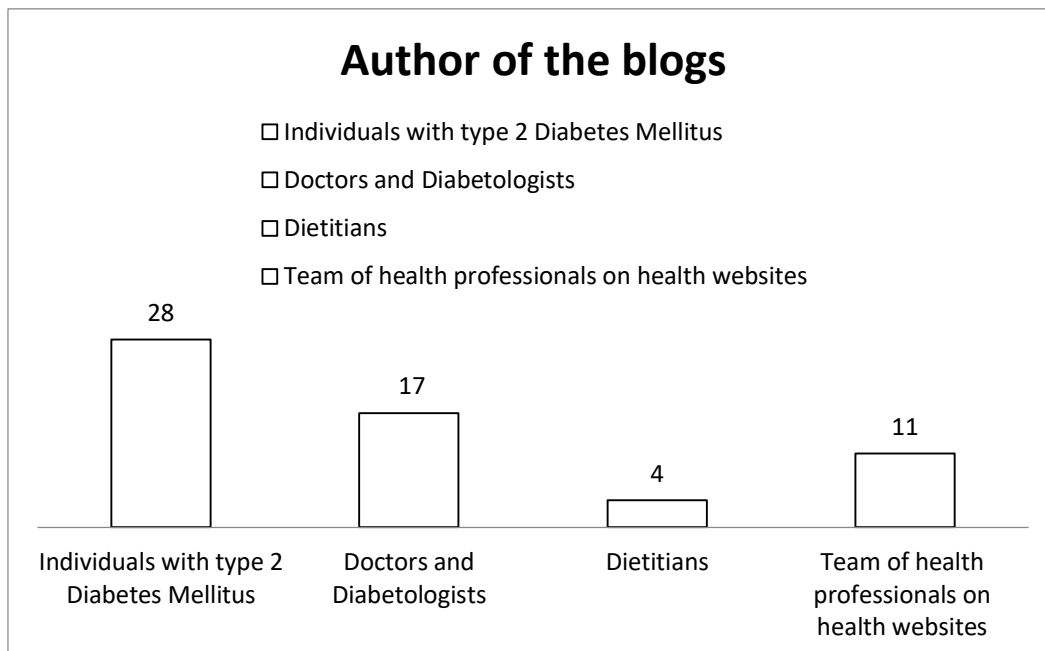 Author of the blogs
Individuals with type 2 Diabetes Mellitus
Doctors and Diabetologists
Dietitians
Team of health professionals on health websites
28
17
4
11
Individuals with type 2
Diabetes Mellitus
Doctors and
Diabetologists
Dietitians
Team of health
professionals on
health websites